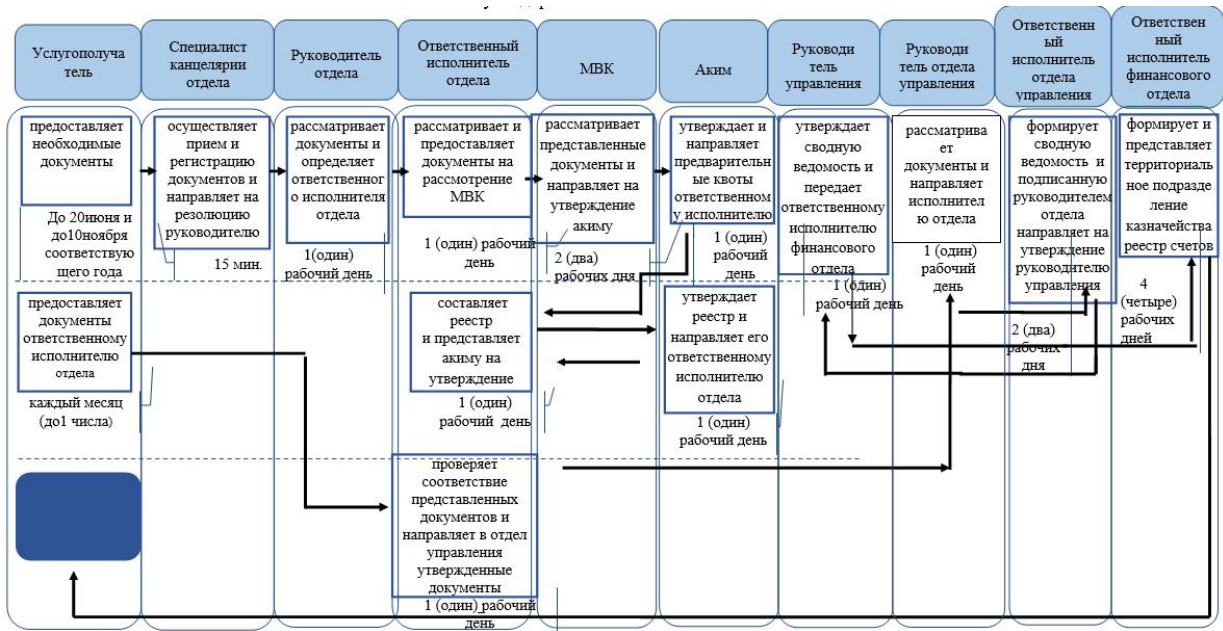 Услугополуча
тель
Специалист
канцелярии
отдела
Руководитель
отдела
Ответственный
исполнитель
отдела
МВК
Аким
Руководи
тель
управления
Руководи
тель отдела
управления
Ответственн
ый
исполнитель
отдела
управления
Ответствен
ный
исполнитель
финансового
отдела
предоставляет
необходимые
документы
До 20июня и
до10ноября
соответствую
щего года
осуществляет
прием и
регистрацию
документов и
направляет на
резолюцию
руководителю
15 мин.
рассматривает
документы и
определяет
ответственног
о исполнителя
отдела
1(один)
рабочий день
рассматривает и
предоставляет
документы на
рассмотрение
МВК
1 (один) рабочий
день
рассматривает
представленные
документы и
направляет на
утверждение
акиму
2 (два)
рабочих дня
утверждает и
направляет
предваритель
ные квоты
ответственном
у исполнителю
1 (один)
рабочий
день
утверждает
сводную
ведомость и
передает
ответственному
исполнителю
финансового
отдела
1 (один)
рабочий день
рассматрива
ет
документы и
направляет
исполнител
ю отдела
1 (один)
рабочий
день
формирует
сводную
ведомость и
подписанную
руководителем
отдела
направляет на
утверждение
руководителю
управления
2 (два)
рабочих
дня
формирует и
представляет
территориаль
ное подразде
ление
казначейства
реестр счетов
4
(четыре)
рабочих
дней
предоставляет
документы
ответственному
исполнителю
отдела
каждый месяц
(до1 числа)
составляет
реестр
и представляет
акиму на
утверждение
1 (один)
рабочий день
утверждает
реестр и
направляет его
ответственному
исполнителю
отдела
1 (один)
рабочий день
проверяет
соответствие
представленных
документов и
направляет в отдел
управления
утвержденные
документы
1 (один) рабочий
день